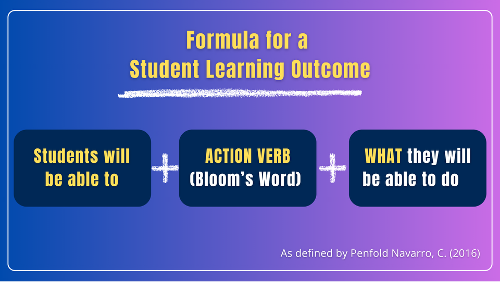 Formula for a
Student Learning Outcome
Students will
be able to
+
ACTION VERB
(Bloom's Word)
+
WHAT they will
be able to do
As defined by Penfold Navarro, C. (2016)